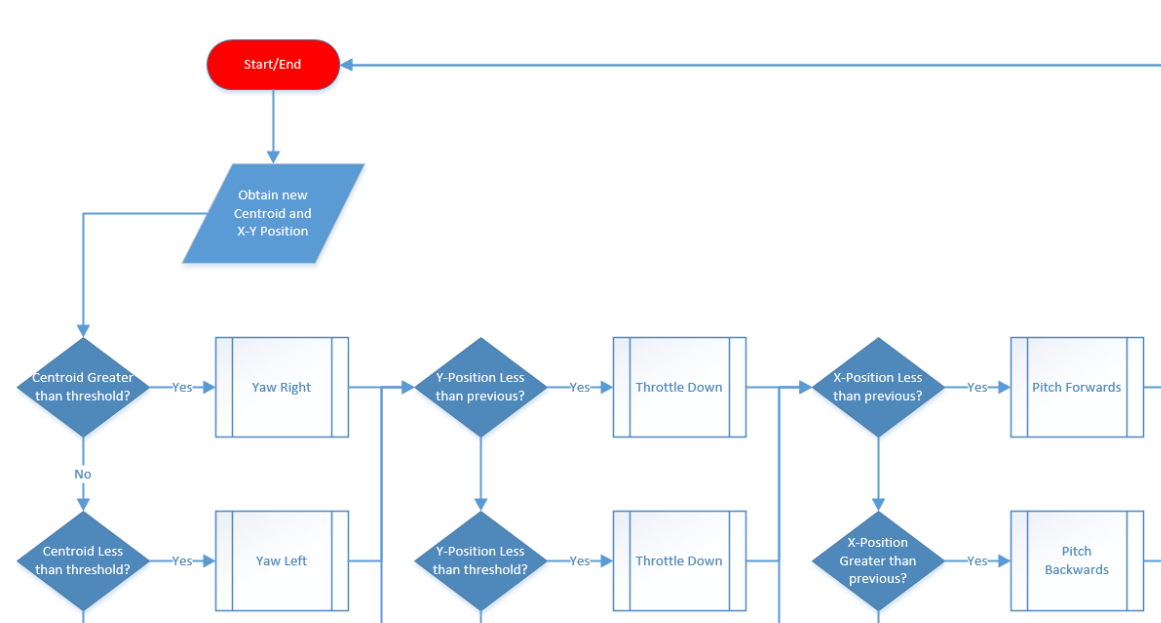 Start/End
Obtain new
Centroid and
X-Y Position
Centroid Greater
than threshold?
Yes
Yaw Right
Y-Position Less
than previous?
Yes
Throttle Down
X-Position Less
than previous?
Yes
Pitch Forwards
No
Centroid Less
than threshold?
Yes
Yaw Left
Y-Position Less
than threshold?
Yes
Throttle Down
X-Position
Greater than
previous?
Yes
Pitch
Backwards